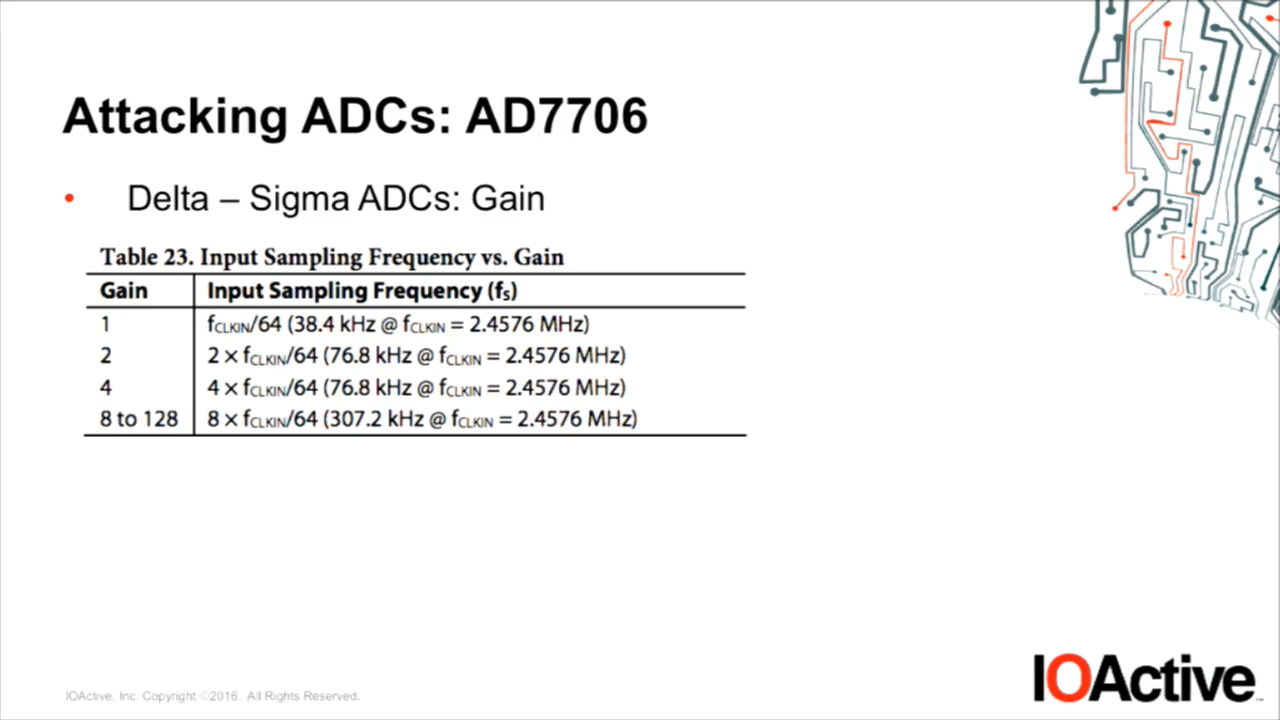 Attacking ADCs: AD7706
• Delta – Sigma ADCs: Gain
Table 23. Input Sampling Frequency vs. Gain
Gain Input Sampling Frequency (fS)
1 fCLKIN/64 (38.4 kHz @ fCLKIN = 2.4576 MHz)
2 2 × fCLKIN/64 (76.8 kHz @ fCLKIN = 2.4576 MHz)
4 4 × fCLKIN/64 (76.8 kHz @ fCLKIN = 2.4576 MHz)
8 to 128 8 × fCLKIN/64 (307.2 kHz @ fCLKIN = 2.4576 MHz)
IOActive, Inc. Copyright ©2016. All Rights Reserved.
IOActive